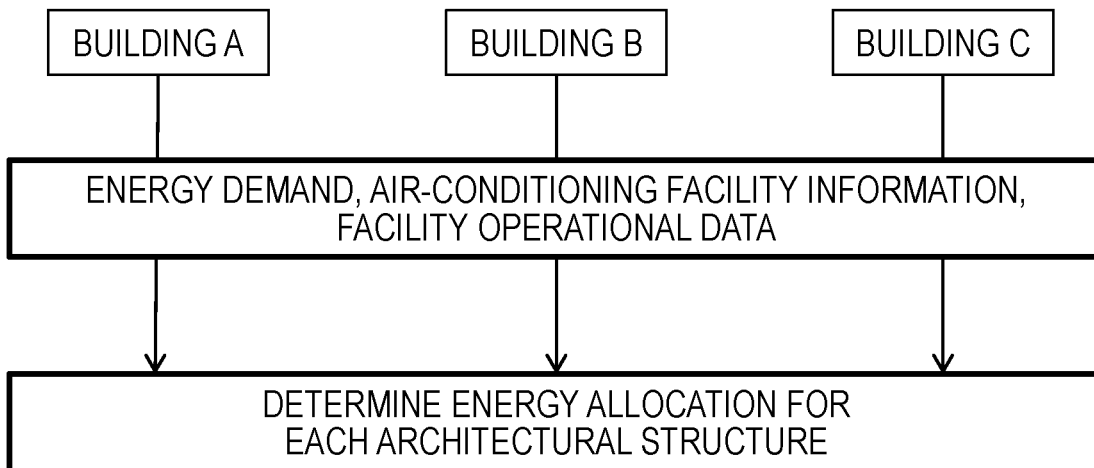 BUILDING A
BUILDING B
BUILDING C
ENERGY DEMAND, AIR-CONDITIONING FACILITY INFORMATION,
FACILITY OPERATIONAL DATA
DETERMINE ENERGY ALLOCATION FOR
EACH ARCHITECTURAL STRUCTURE